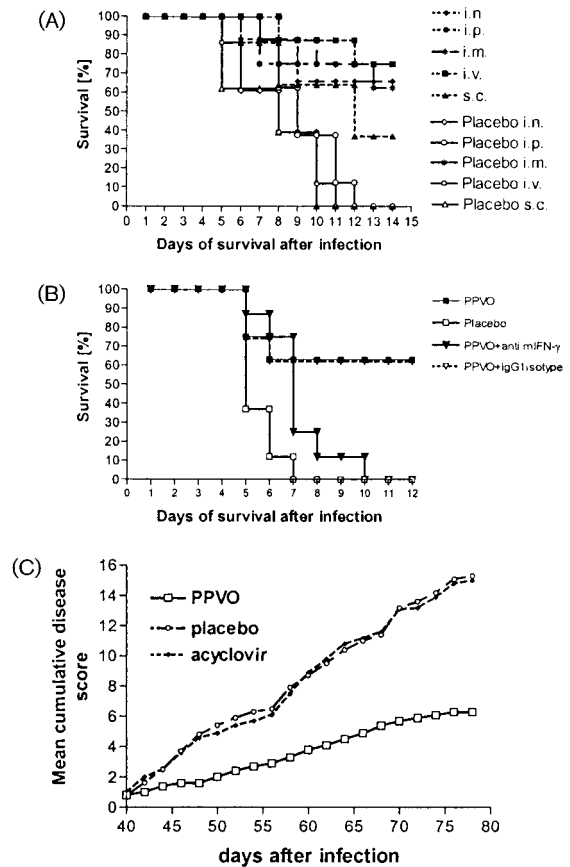 (A)
Survival [%]
100
90
80
70
60
50
40
30
20
10
0
0 1 2 3 4 5 6 7 8 9 10 11 12 13 14 15
Days of survival after infection
i.n
i.p.
i.m.
i.v.
s.c.
Placebo i.n.
Placebo i.p.
Placebo i.m.
Placebo i.v.
Placebo s.c.
(B)
Survival [%]
100
90
80
70
60
50
40
30
20
10
0
0 1 2 3 4 5 6 7 8 9 10 11 12
Days of survival after infection
PPVO
Placebo
PPVO+anti mIFN-γ
PPVO+IgG1isotype
(C)
Mean cumulative disease
score
16
14
12
10
8
6
4
2
0
40 45 50 55 60 65 70 75 80
days after infection
PPVO
placebo
acyclovir